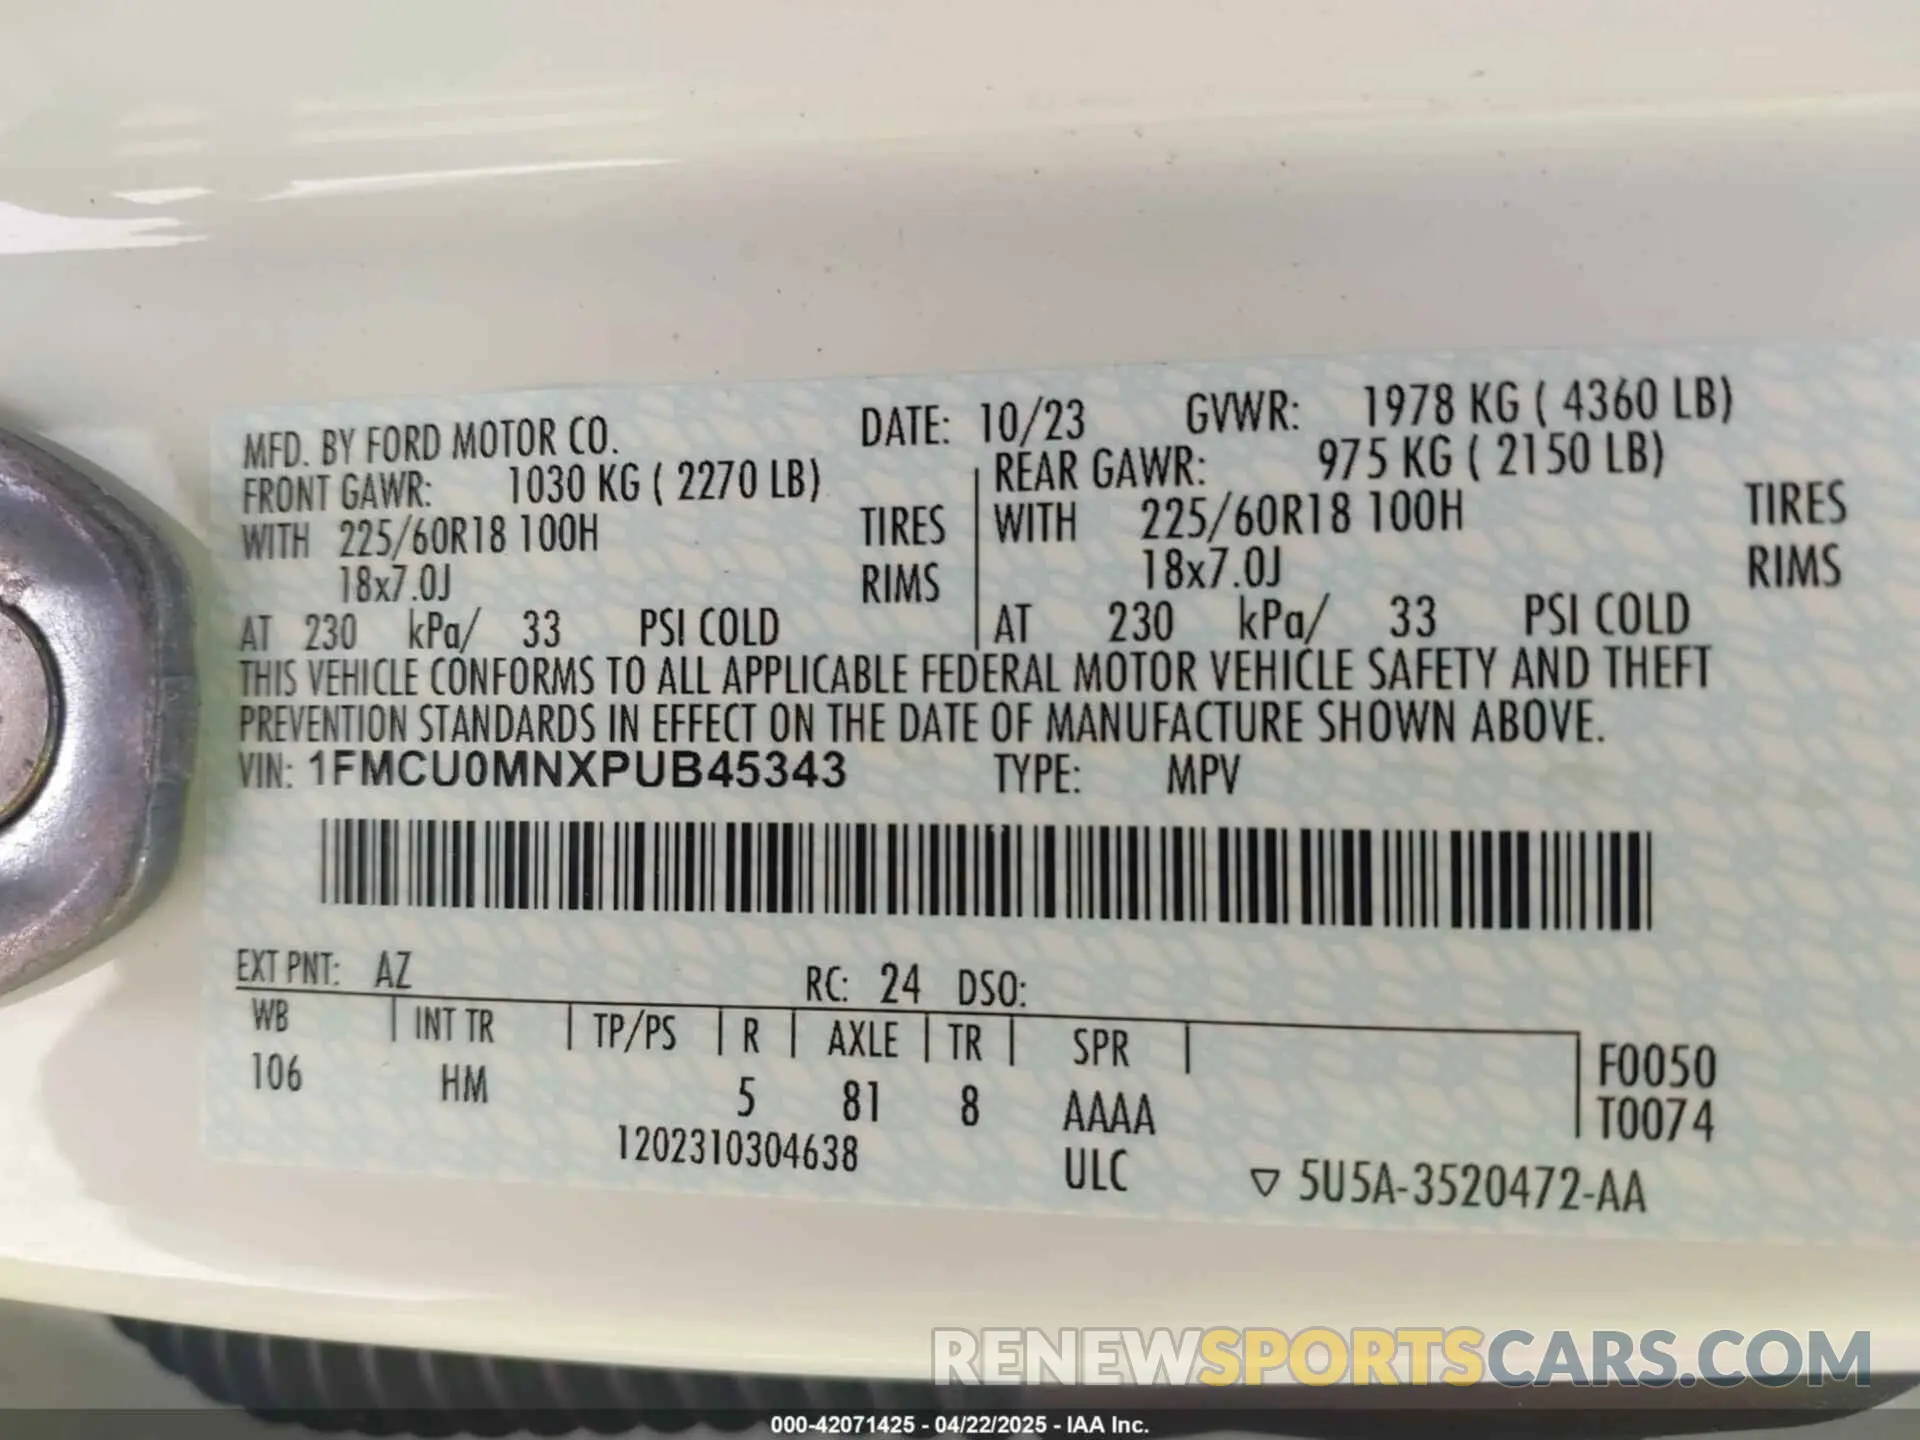 MFD. BY FORD MOTOR CO. DATE: 10/23 GVWR: 1978 KG ( 4360 LB)
FRONT GAWR: 1030 KG ( 2270 LB) REAR GAWR: 975 KG ( 2150 LB)
WITH 225/60R18 100H TIRES WITH 225/60R18 100H TIRES
18x7.0J RIMS 18x7.0J RIMS
AT 230 kPa/ 33 PSI COLD AT 230 kPa/ 33 PSI COLD
THIS VEHICLE CONFORMS TO ALL APPLICABLE FEDERAL MOTOR VEHICLE SAFETY AND THEFT
PREVENTION STANDARDS IN EFFECT ON THE DATE OF MANUFACTURE SHOWN ABOVE.
VIN: 1FMCU0MNXPUB45343 TYPE: MPV
EXT PNT: AZ RC: 24 DSO:
WB INT TR TP/PS R AXLE TR SPR F0050
106 HM 5 81 8 AAAA T0074
1202310304638 ULC ▽ 5U5A-3520472-AA
RENEWSPORTSCARS.COM
000-42071425 - 04/22/2025 - IAA Inc.